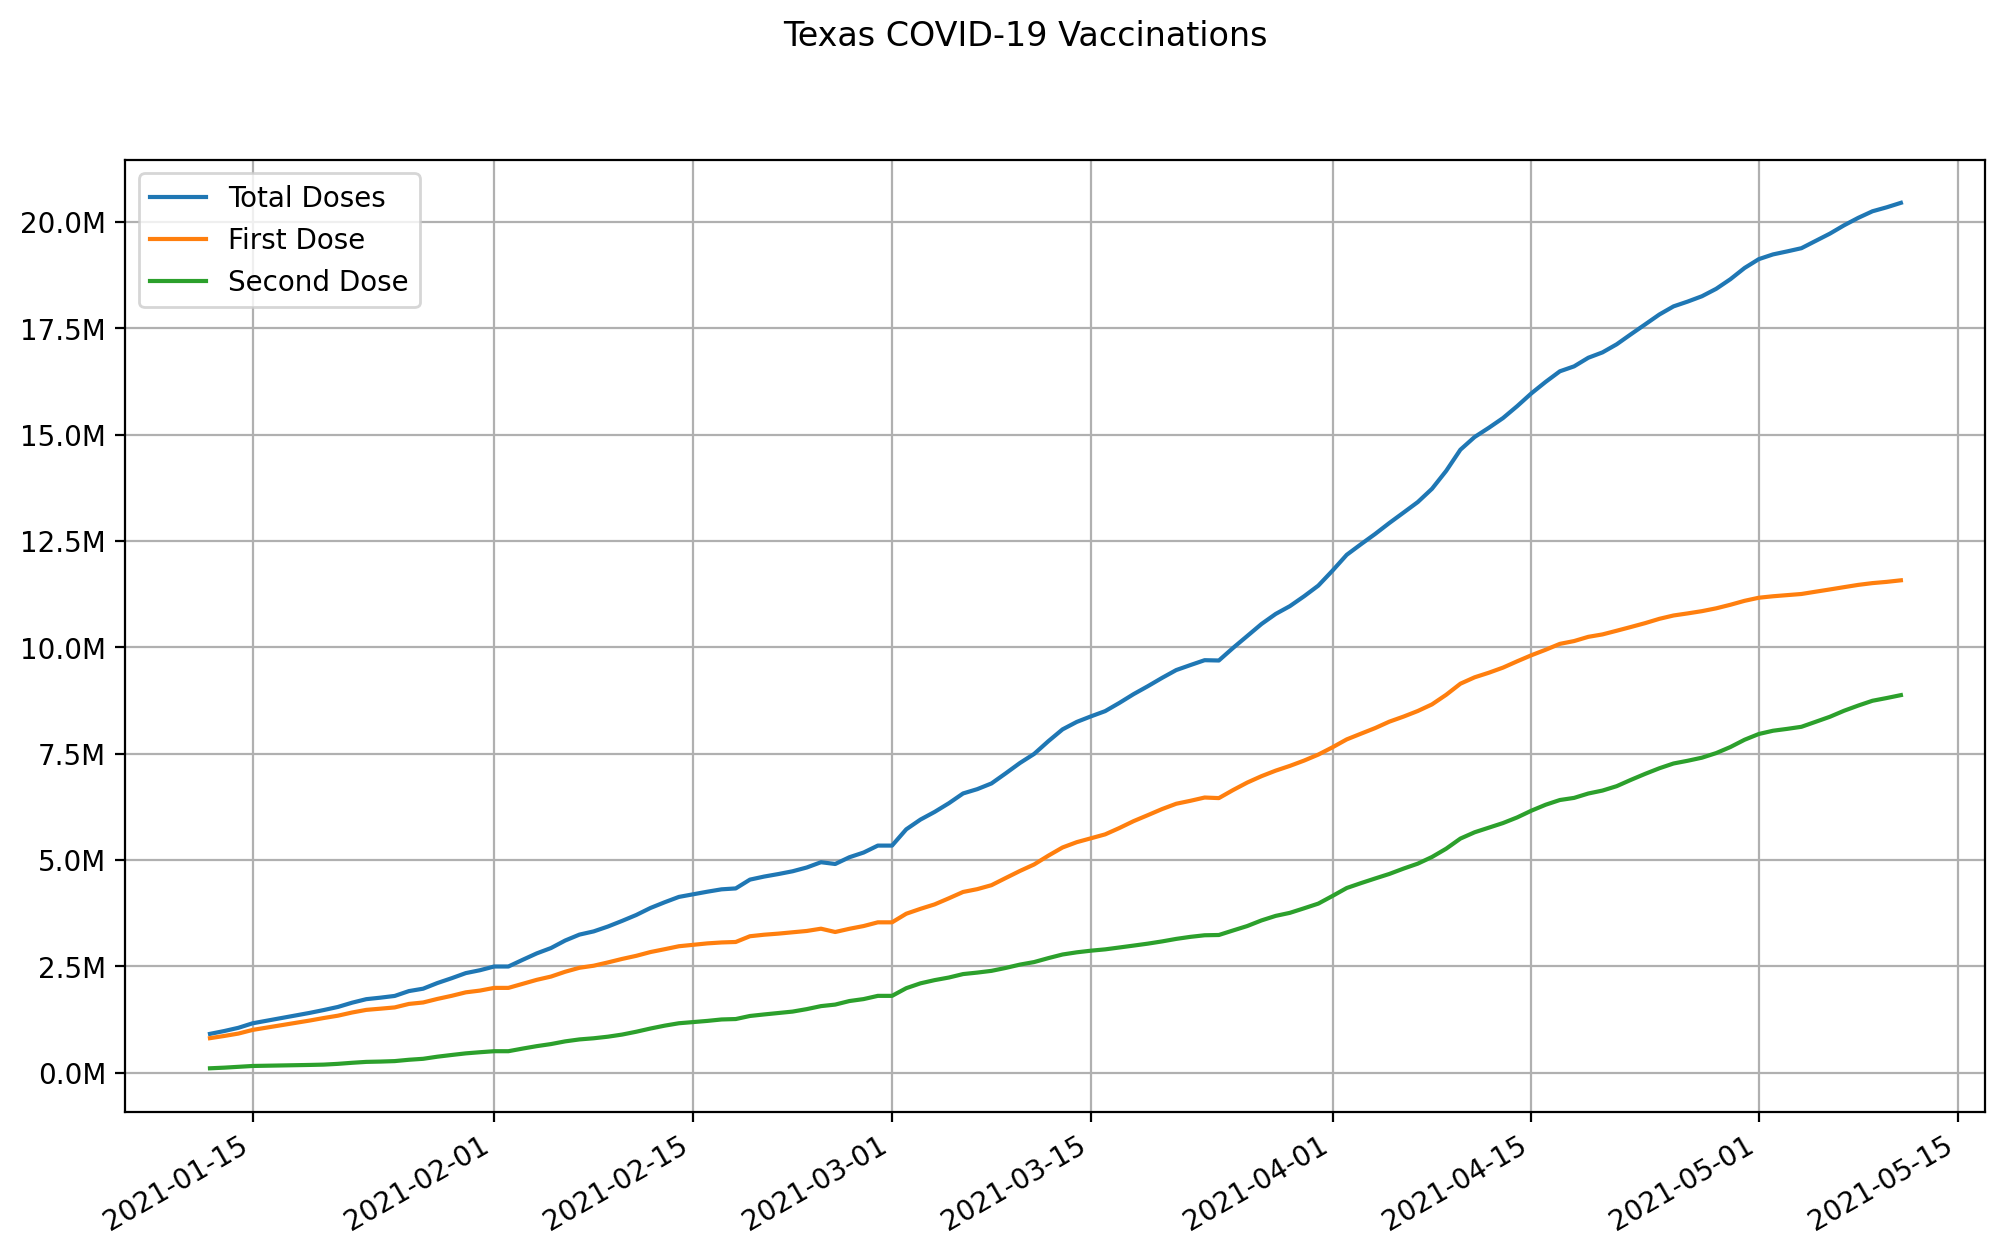 Texas COVID-19 Vaccinations
Total Doses
First Dose
Second Dose
20.0M
17.5M
15.0M
12.5M
10.0M
7.5M
5.0M
2.5M
0.0M
2021-01-15
2021-02-01
2021-02-15
2021-03-01
2021-03-15
2021-04-01
2021-04-15
2021-05-01
2021-05-15